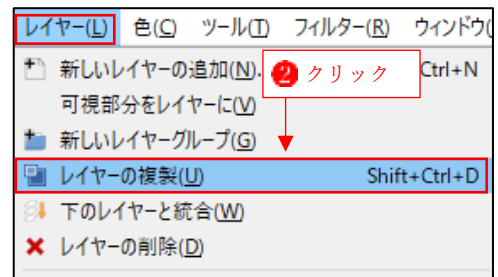 レイヤー(L) 色(C) ツール(T) フィルター(R) ウィンドウ(
新しいレイヤーの追加(N). Ctrl+N
❷ クリック
可視部分をレイヤーに(V)
新しいレイヤーグループ(G)
レイヤーの複製(U) Shift+Ctrl+D
下のレイヤーと統合(W)
レイヤーの削除(D)